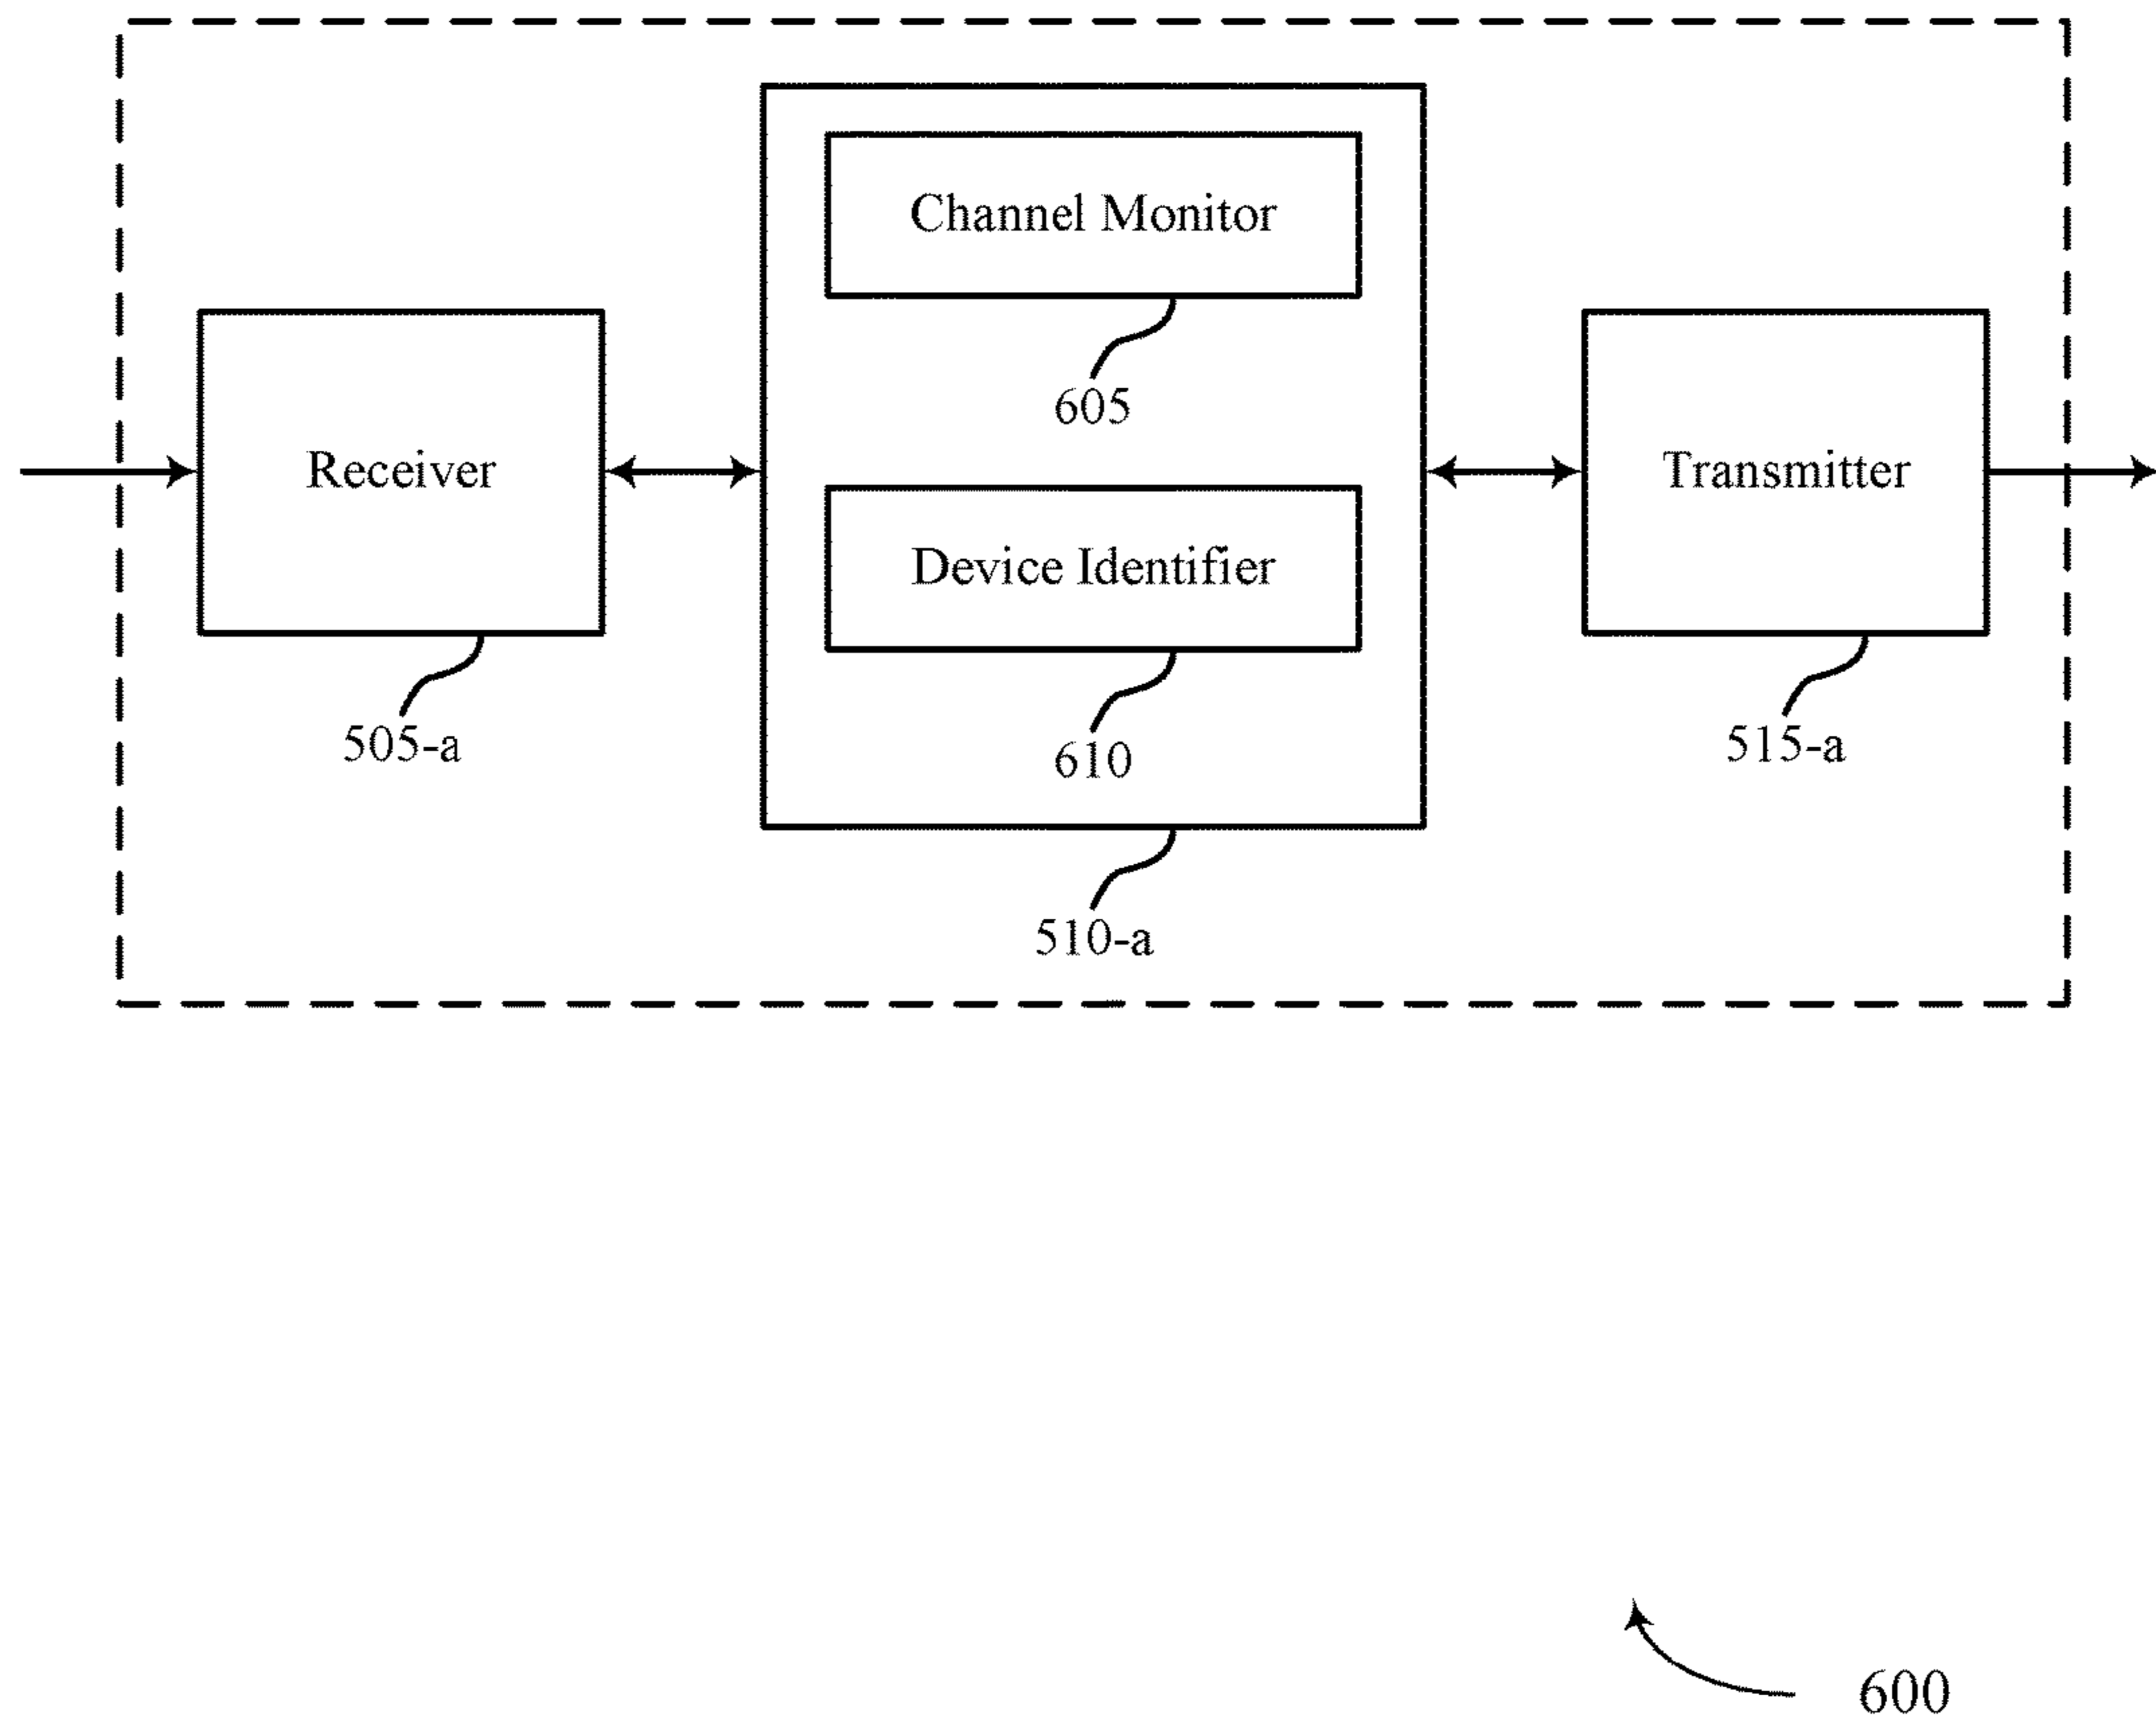 Channel Monitor
605
Receiver
Transmitter
Device Identifier
610
505-a
515-a
510-a
600